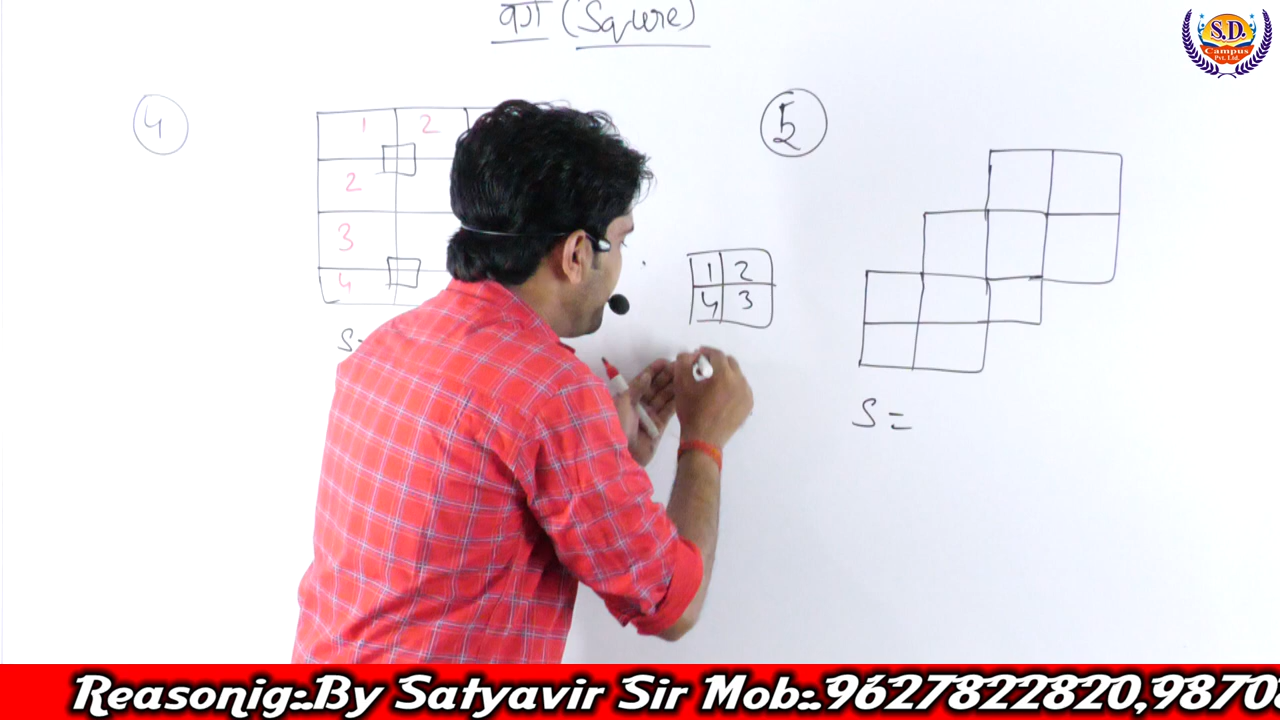 वर्ग (Squre)
S.D.
Campus
Pvt. Ltd.
4
1 2
2
3
4
S=
1 2
4 3
5
S=
Reasonig:.By Satyavir Sir Mob:.9627822820,9870